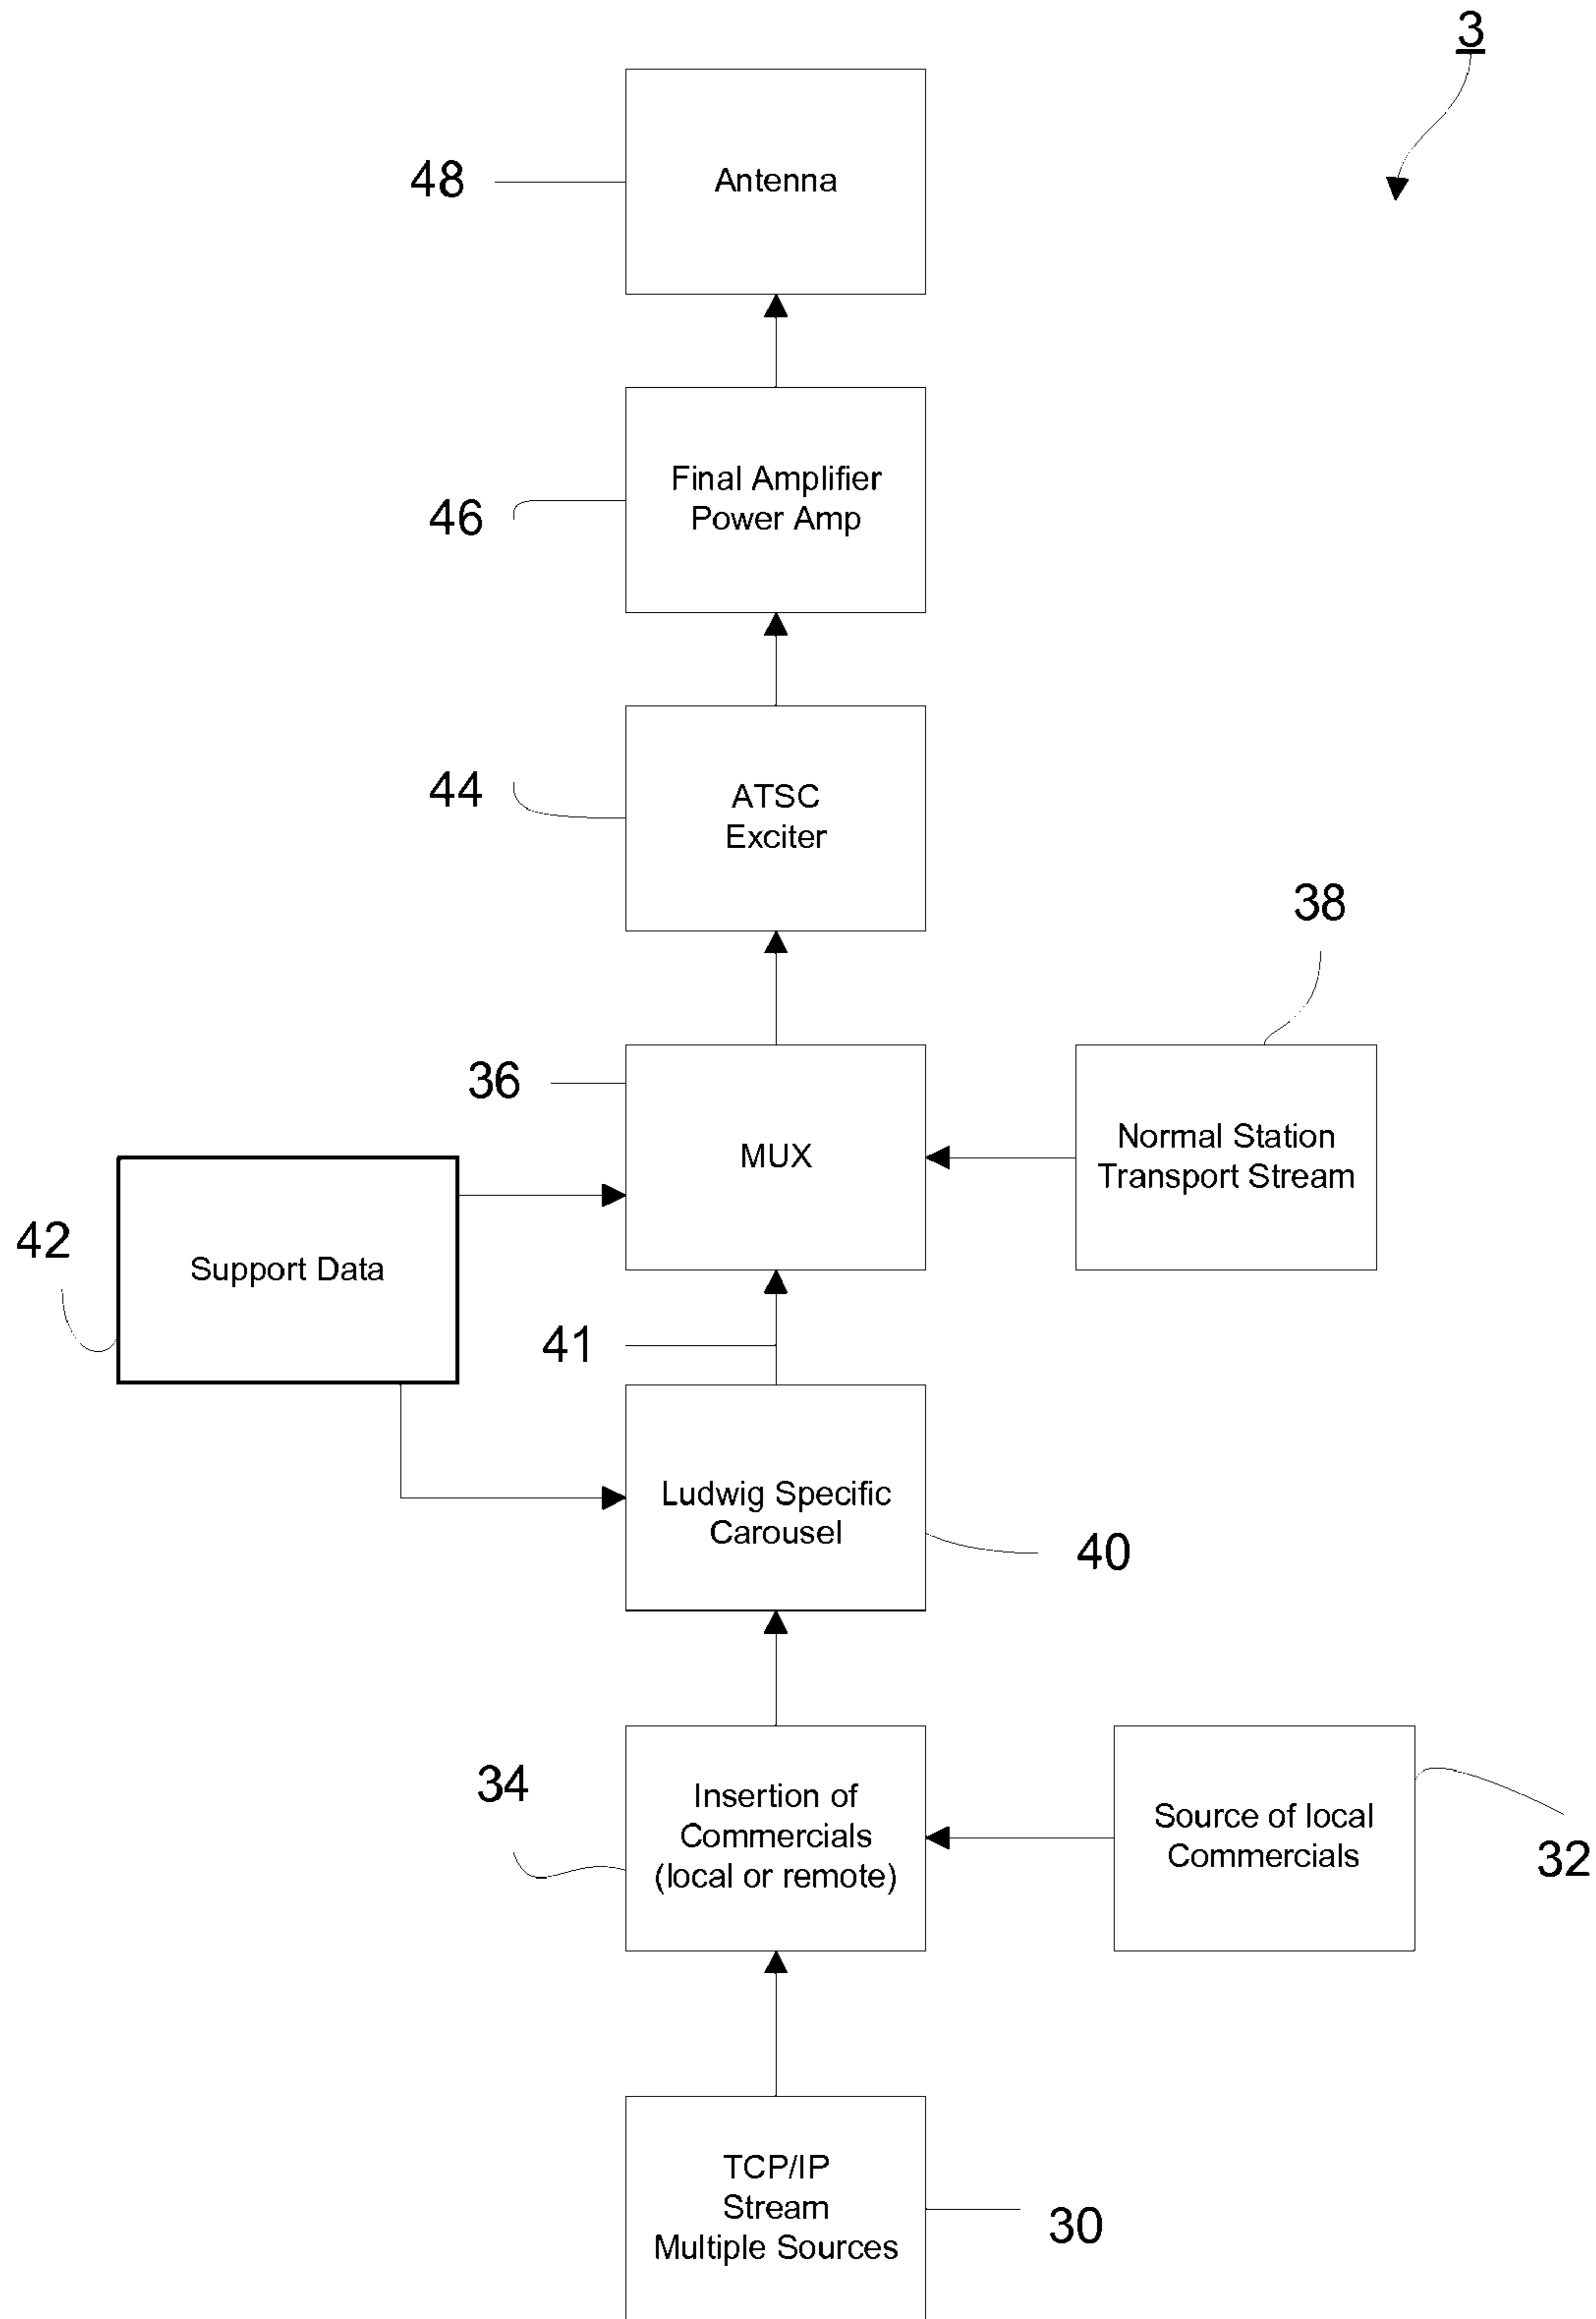 3
48
Antenna
46
Final Amplifier
Power Amp
44
ATSC
Exciter
38
36
MUX
Normal Station
Transport Stream
42
Support Data
41
Ludwig Specific
Carousel
40
34
Insertion of
Commercials
(local or remote)
Source of local
Commercials
32
TCP/IP
Stream
Multiple Sources
30